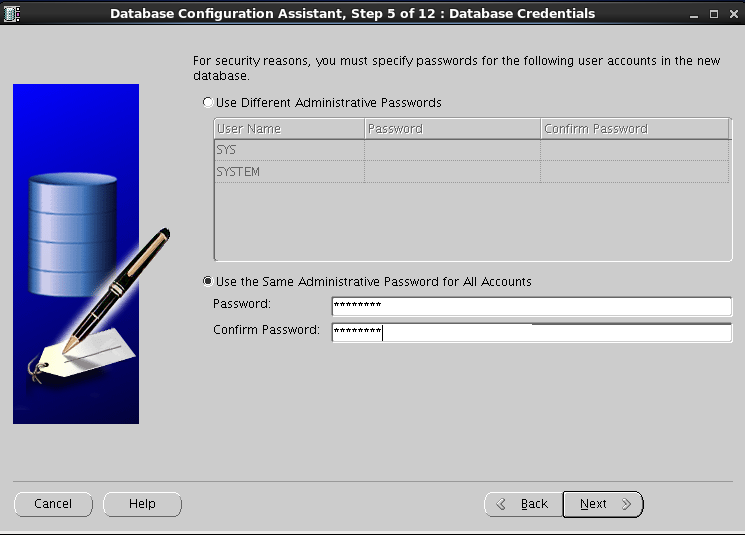 Database Configuration Assistant, Step 5 of 12 : Database Credentials
For security reasons, you must specify passwords for the following user accounts in the new
database.
Use Different Administrative Passwords
User Name Password Confirm Password
SYS
SYSTEM
Use the Same Administrative Password for All Accounts
Password: ********
Confirm Password: ********
Cancel Help Back Next